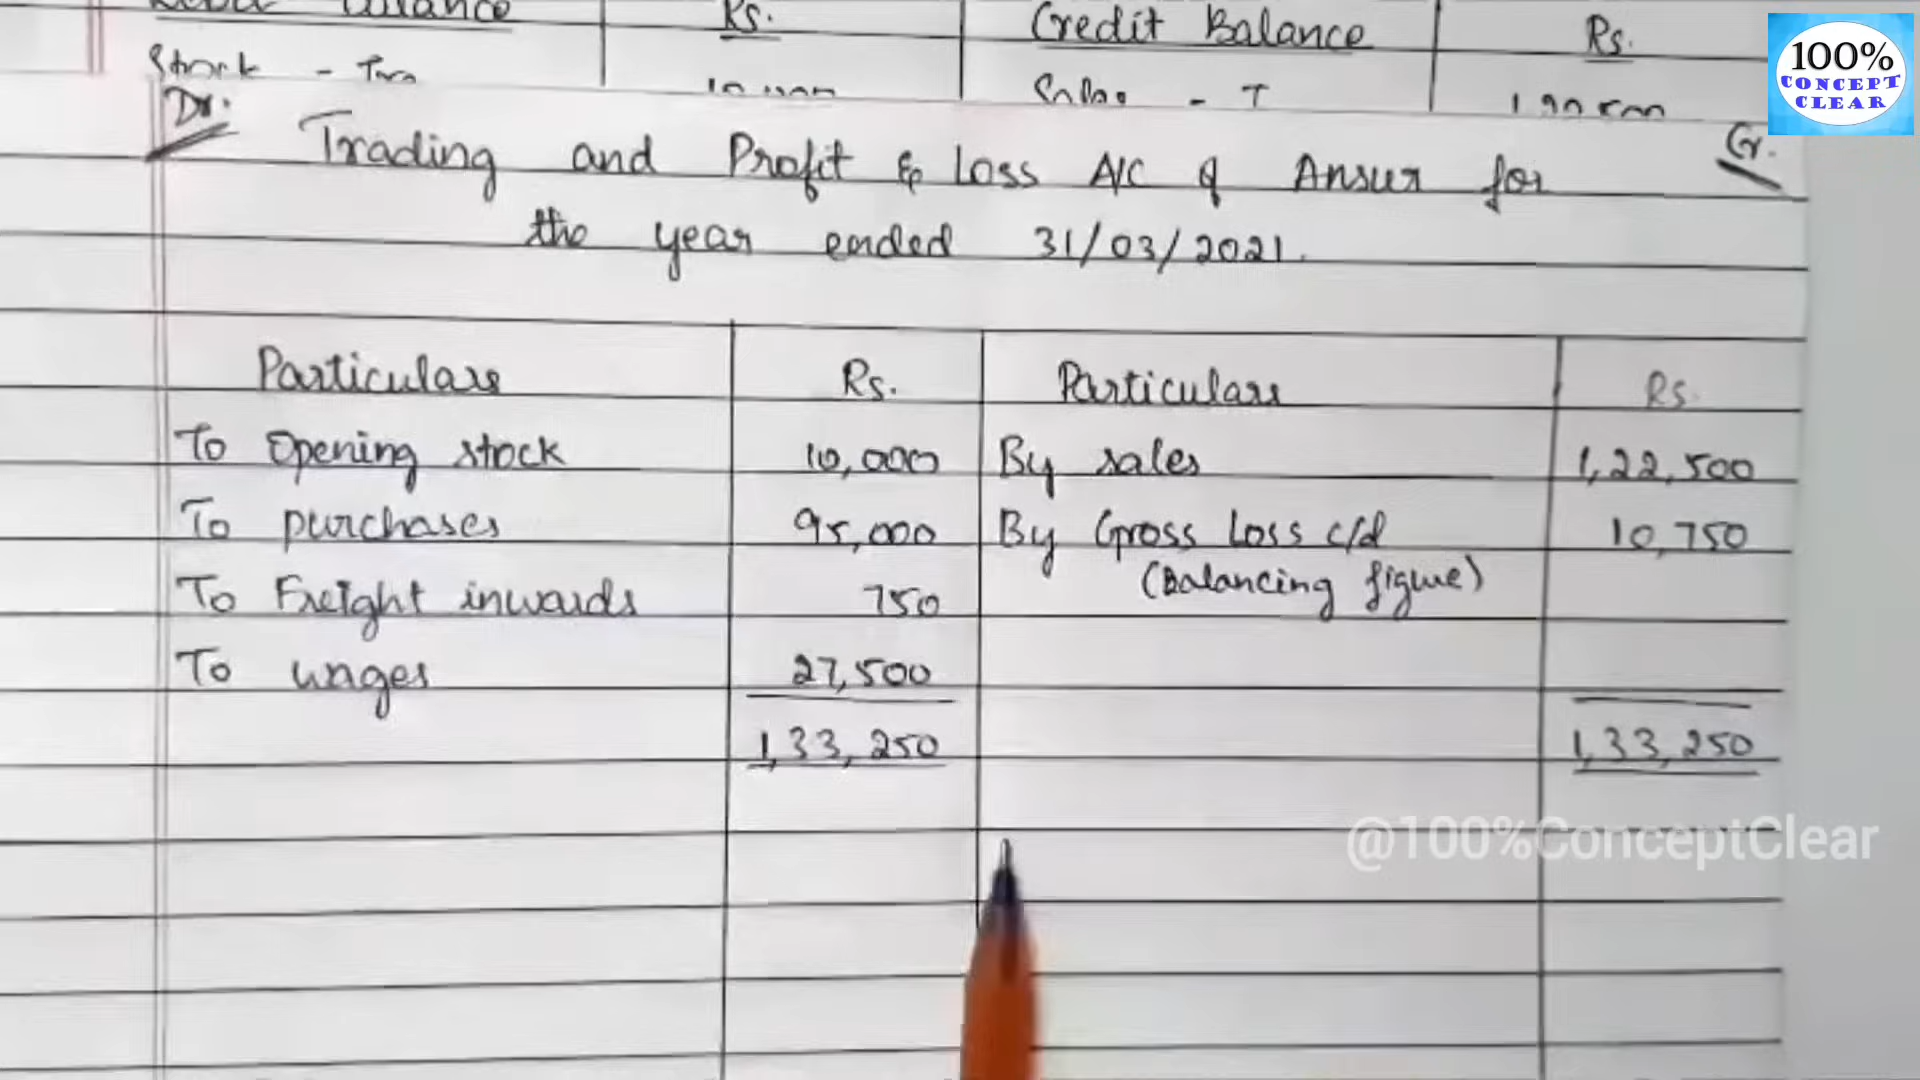 Balance Rs. Credit Balance Rs.
Stock - T
Dr. Cr.
Trading and Profit & Loss A/C of Ansur for
the year ended 31/03/2021.
Particulars Rs. Particulars Rs.
To Opening stock 10,000 By sales 1,22,500
To purchases 95,000 By Gross Loss c/d 10,750
(Balancing figure)
To Freight inwards 750
To wages 27,500
1,33,250 1,33,250
100%
CONCEPT
CLEAR
@100%ConceptClear